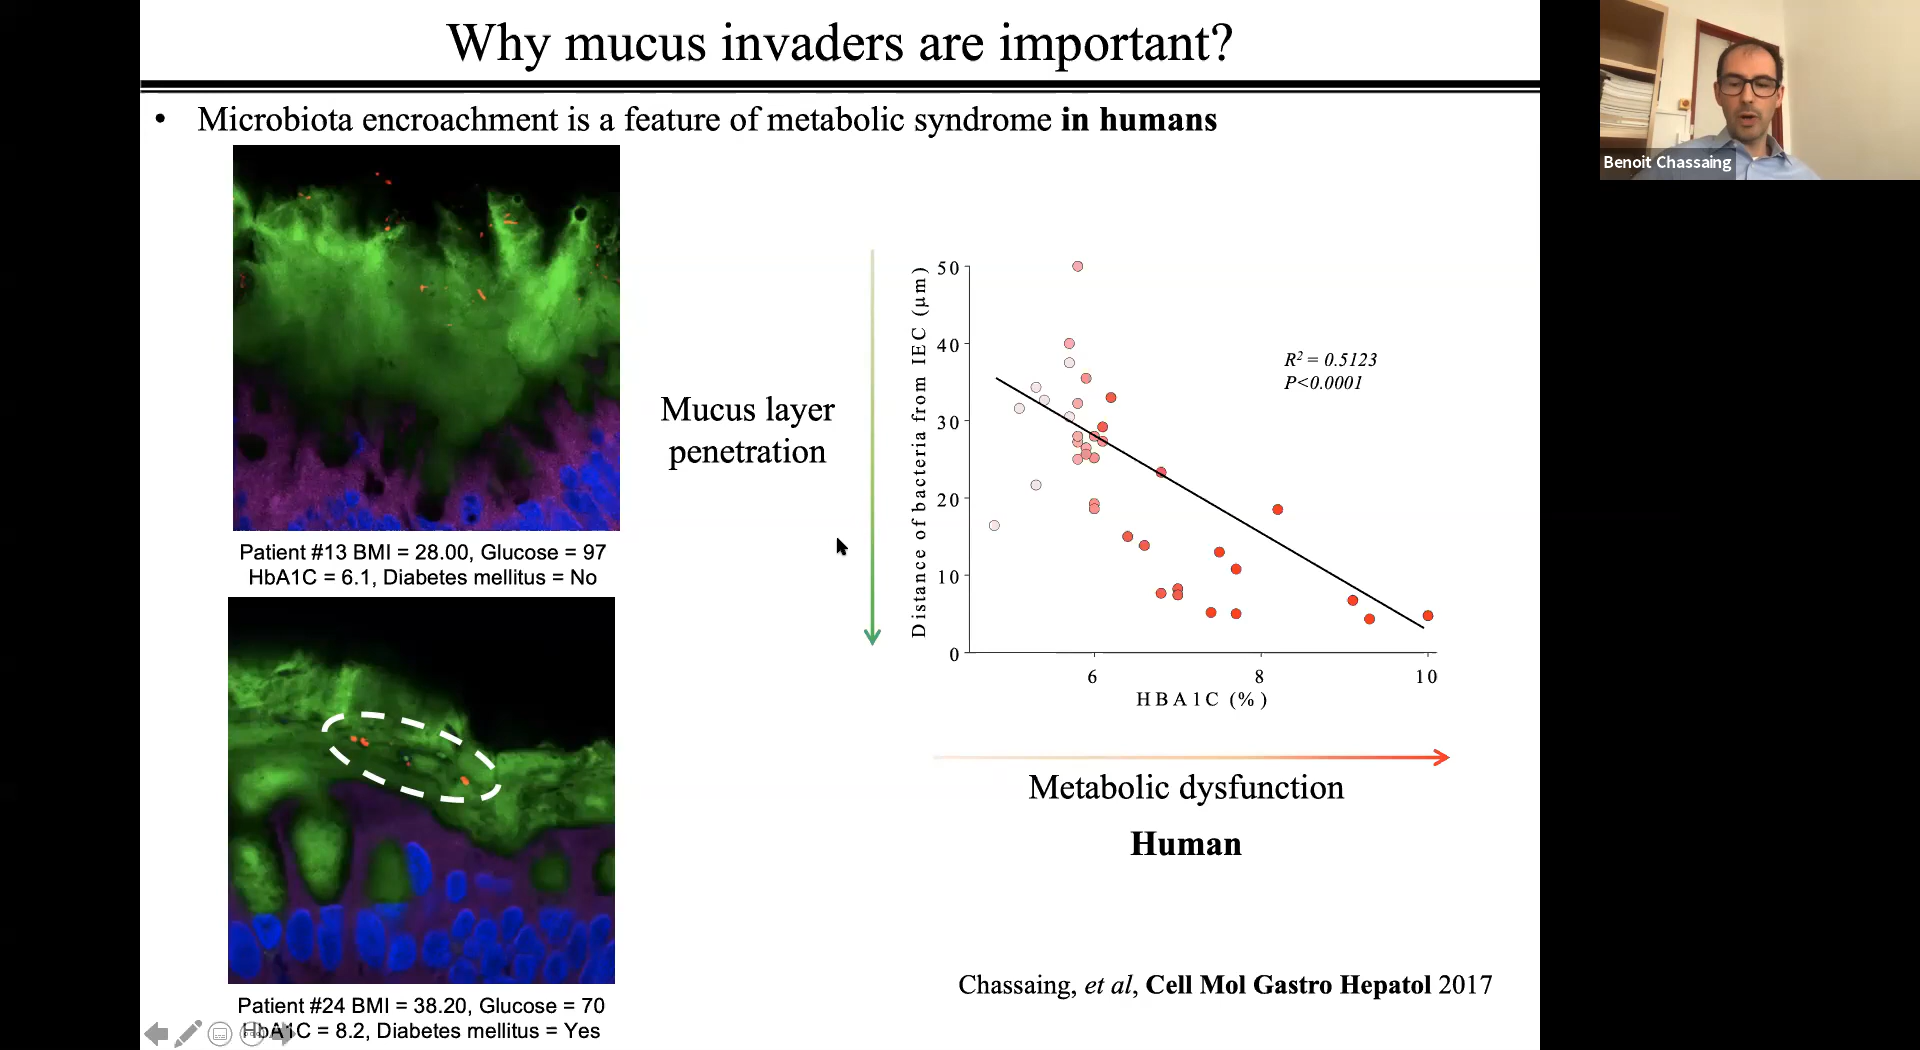 Why mucus invaders are important?
• Microbiota encroachment is a feature of metabolic syndrome in humans
Patient #13 BMI = 28.00, Glucose = 97
HbA1C = 6.1, Diabetes mellitus = No
Patient #24 BMI = 38.20, Glucose = 70
HbA1C = 8.2, Diabetes mellitus = Yes
Mucus layer
penetration
Distance of bacteria from IEC (µm)
50
40
30
20
10
0
R² = 0.5123
P<0.0001
6 8 10
HBA1C (%)
Metabolic dysfunction
Human
Chassaing, et al, Cell Mol Gastro Hepatol 2017
Benoit Chassaing